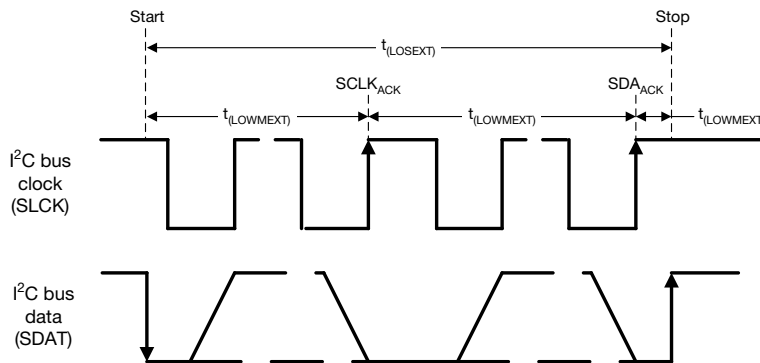 Start Stop
t(LOSEXT)
SCLKACK SDAACK
t(LOWMEXT) t(LOWMEXT) t(LOWMEXT)
I²C bus
clock
(SLCK)
I²C bus
data
(SDAT)